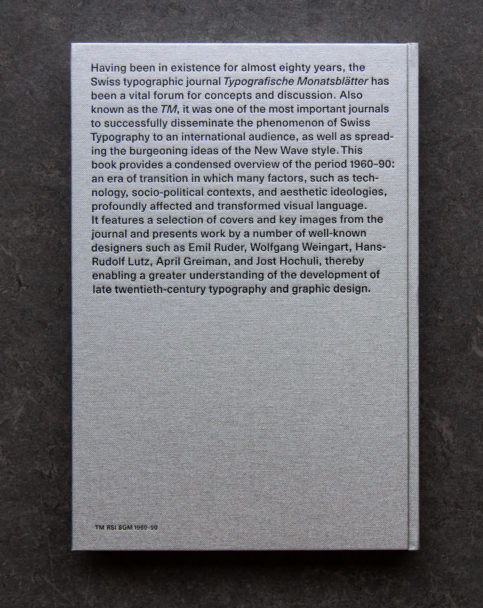 Having been in existence for almost eighty years, the
Swiss typographic journal Typografische Monatsblätter has
been a vital forum for concepts and discussion. Also
known as the TM, it was one of the most important journals
to successfully disseminate the phenomenon of Swiss
Typography to an international audience, as well as spread-
ing the burgeoning ideas of the New Wave style. This
book provides a condensed overview of the period 1960–90:
an era of transition in which many factors, such as tech-
nology, socio-political contexts, and aesthetic ideologies,
profoundly affected and transformed visual language.
It features a selection of covers and key images from the
journal and presents work by a number of well-known
designers such as Emil Ruder, Wolfgang Weingart, Hans-
Rudolf Lutz, April Greiman, and Jost Hochuli, thereby
enabling a greater understanding of the development of
late twentieth-century typography and graphic design.
TM RSI SGM 1960–90